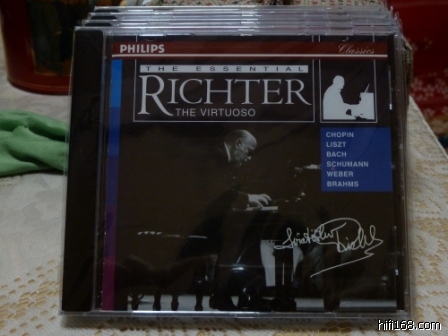 PHILIPS
Classics
THE ESSENTIAL
RICHTER
THE VIRTUOSO
CHOPIN
LISZT
BACH
SCHUMANN
WEBER
BRAHMS
hifi168.com